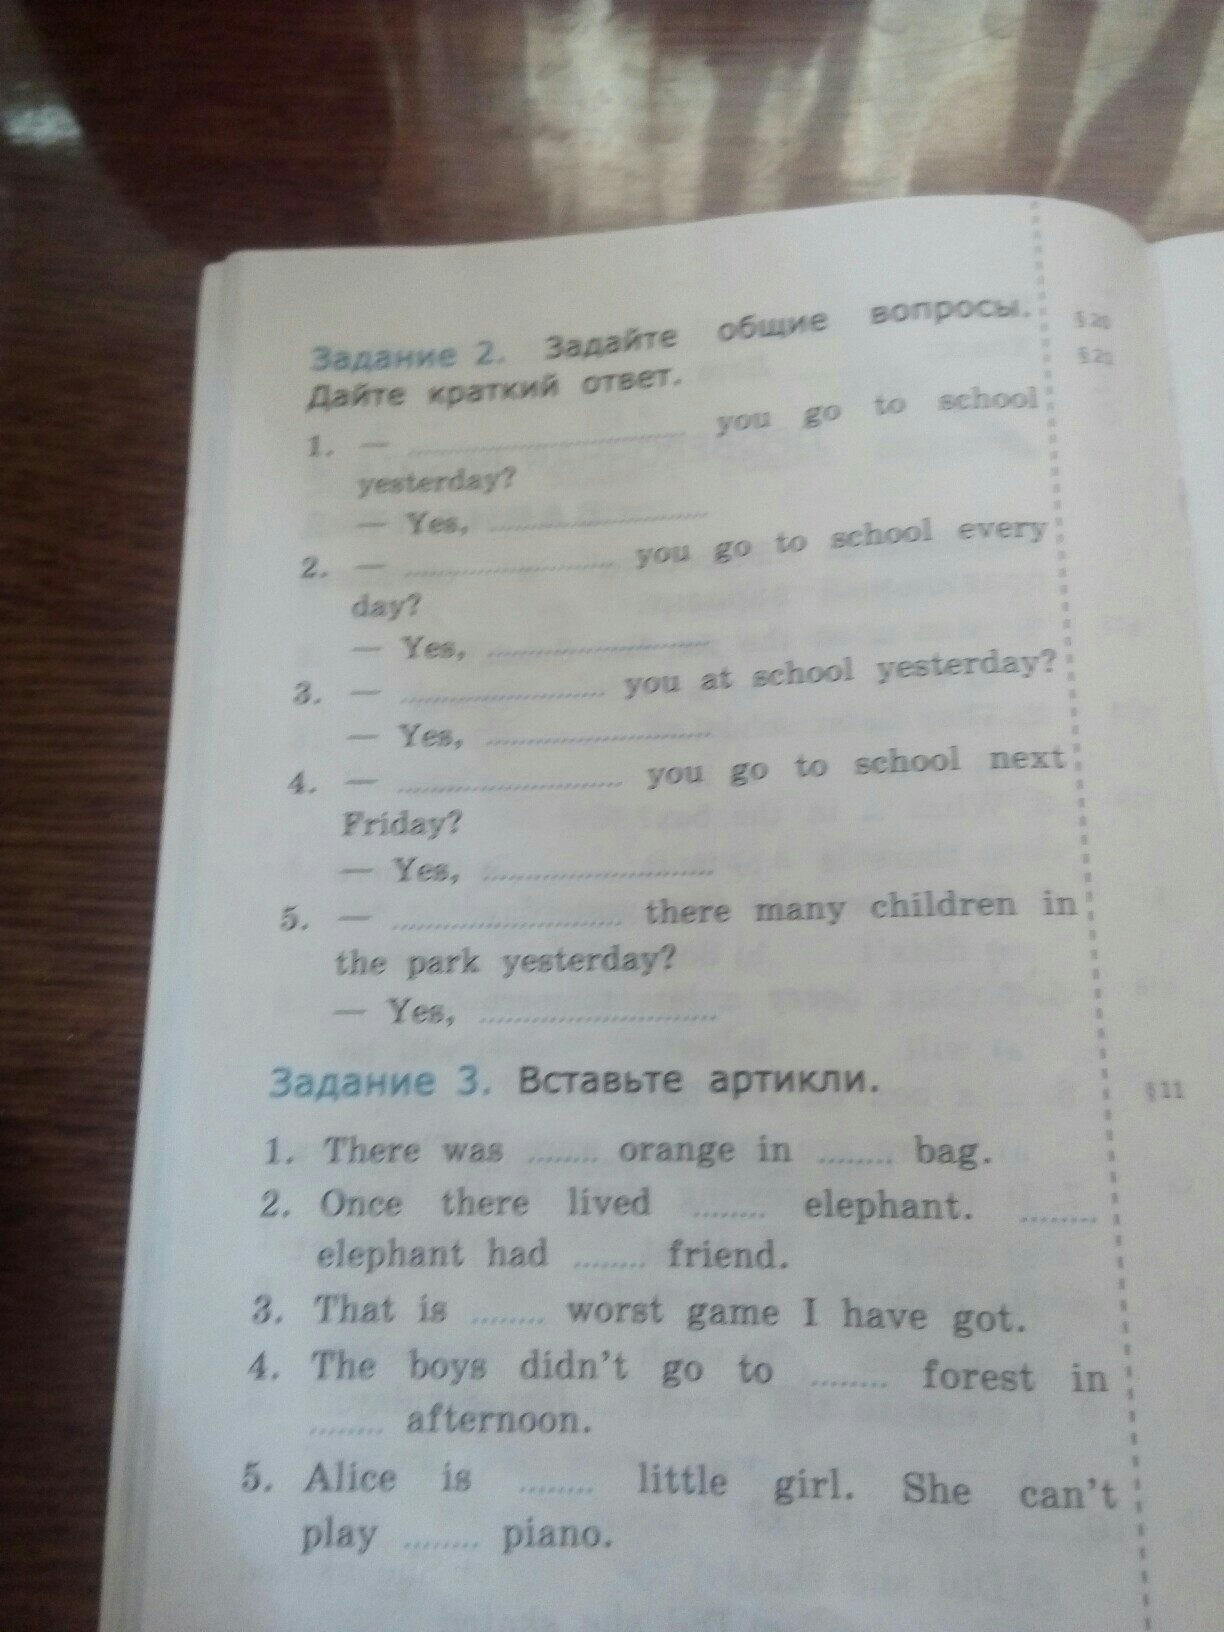 Задание 2. Задайте общие вопросы. § 20
Дайте краткий ответ. § 21
1. — .......................... you go to school
yesterday?
— Yes, ......................
2. — .......................... you go to school every
day?
— Yes, ......................
3. — .......................... you at school yesterday?
— Yes, ......................
4. — .......................... you go to school next
Friday?
— Yes, ......................
5. — .......................... there many children in
the park yesterday?
— Yes, ......................
Задание 3. Вставьте артикли. § 11
1. There was ........ orange in ........ bag.
2. Once there lived ........ elephant. ........
elephant had ........ friend.
3. That is ........ worst game I have got.
4. The boys didn't go to ........ forest in
........ afternoon.
5. Alice is ........ little girl. She can't
play ........ piano.